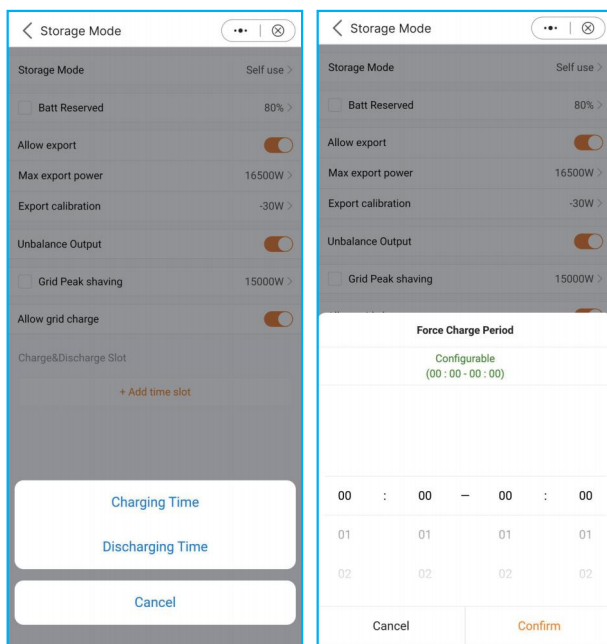 Storage Mode
Storage Mode Self use >
Batt Reserved 80% >
Allow export
Max export power 16500W >
Export calibration -30W >
Unbalance Output
Grid Peak shaving 15000W >
Allow grid charge
Charge&Discharge Slot
+ Add time slot
Charging Time
Discharging Time
Cancel
Storage Mode
Storage Mode Self use >
Batt Reserved 80% >
Allow export
Max export power 16500W >
Export calibration -30W >
Unbalance Output
Grid Peak shaving 15000W >
Force Charge Period
Configurable
(00 : 00 - 00 : 00)
00 : 00 – 00 : 00
01 01 01 01
02 02 02 02
Cancel Confirm